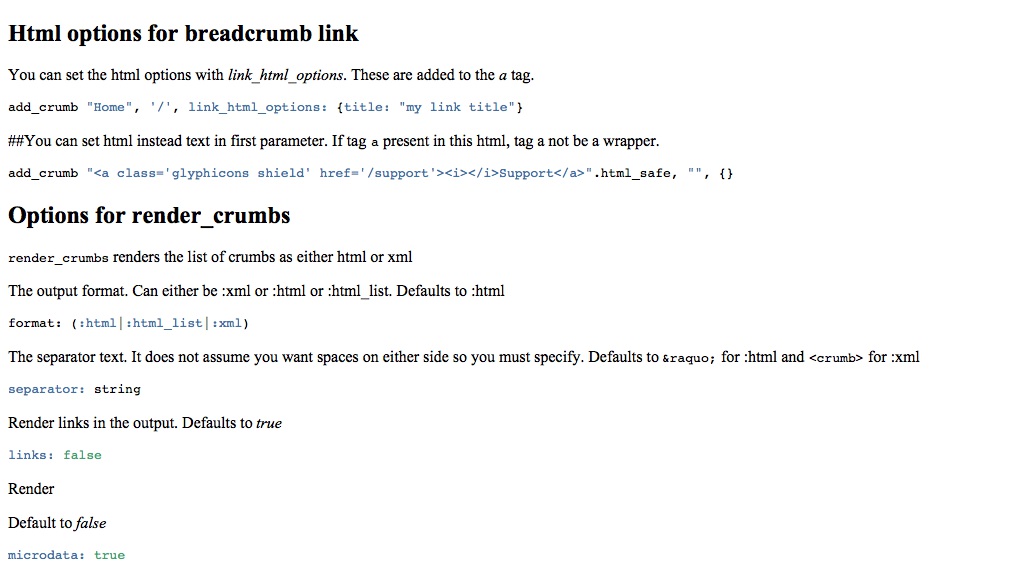 Html options for breadcrumb link
You can set the html options with link_html_options. These are added to the a tag.
add_crumb "Home", '/', link_html_options: {title: "my link title"}
##You can set html instead text in first parameter. If tag a present in this html, tag a not be a wrapper.
add_crumb "<a class='glyphicons shield' href='/support'><i></i>Support</a>".html_safe, "", {}
Options for render_crumbs
render_crumbs renders the list of crumbs as either html or xml
The output format. Can either be :xml or :html or :html_list. Defaults to :html
format: (:html|:html_list|:xml)
The separator text. It does not assume you want spaces on either side so you must specify. Defaults to &raquo; for :html and <crumb> for :xml
separator: string
Render links in the output. Defaults to true
links: false
Render
Default to false
microdata: true